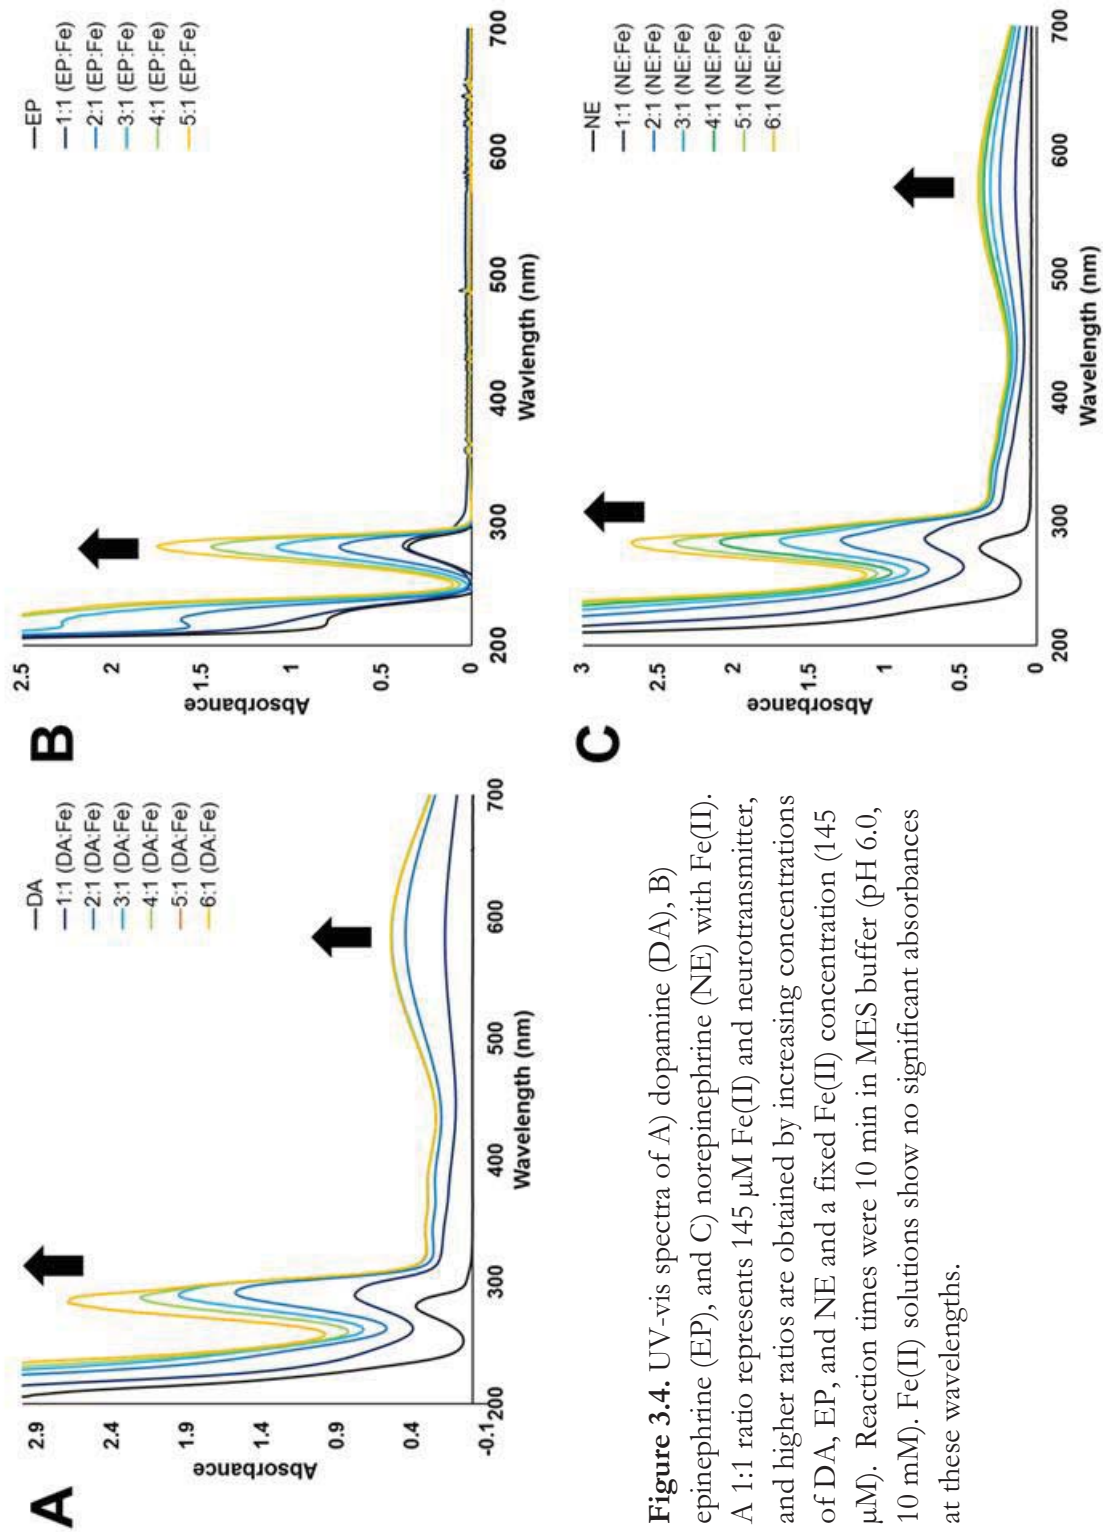 A
2.9
2.4
1.9
1.4
0.9
0.4
-0.1
Absorbance
200
300
400
500
600
700
Wavelength (nm)
DA
1:1 (DA:Fe)
2:1 (DA:Fe)
3:1 (DA:Fe)
4:1 (DA:Fe)
5:1 (DA:Fe)
6:1 (DA:Fe)
B
2.5
2
1.5
1
0.5
0
Absorbance
200
300
400
500
600
700
Wavlength (nm)
EP
1:1 (EP:Fe)
2:1 (EP:Fe)
3:1 (EP:Fe)
4:1 (EP:Fe)
5:1 (EP:Fe)
C
3
2.5
2
1.5
1
0.5
0
Absorbance
200
300
400
500
600
700
Wavelength (nm)
NE
1:1 (NE:Fe)
2:1 (NE:Fe)
3:1 (NE:Fe)
4:1 (NE:Fe)
5:1 (NE:Fe)
6:1 (NE:Fe)
Figure 3.4. UV-vis spectra of A) dopamine (DA), B)
epinephrine (EP), and C) norepinephrine (NE) with Fe(II).
A 1:1 ratio represents 145 µM Fe(II) and neurotransmitter,
and higher ratios are obtained by increasing concentrations
of DA, EP, and NE and a fixed Fe(II) concentration (145
µM). Reaction times were 10 min in MES buffer (pH 6.0,
10 mM). Fe(II) solutions show no significant absorbances
at these wavelengths.